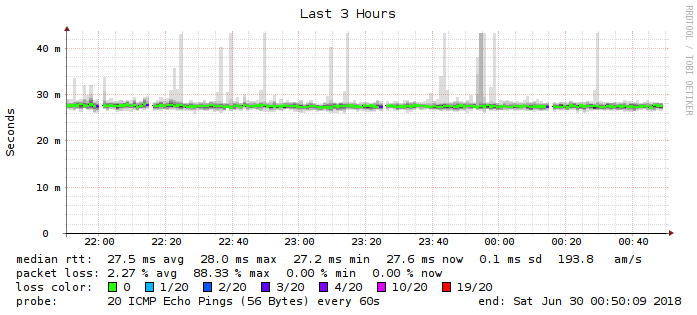 Last 3 Hours
RRDTOOL / TOBI OETIKER
Seconds
40 m
30 m
20 m
10 m
0
22:00 22:20 22:40 23:00 23:20 23:40 00:00 00:20 00:40
median rtt: 27.5 ms avg 28.0 ms max 27.2 ms min 27.6 ms now 0.1 ms sd 193.8 am/s
packet loss: 2.27 % avg 88.33 % max 0.00 % min 0.00 % now
loss color: 0 1/20 2/20 3/20 4/20 10/20 19/20
probe: 20 ICMP Echo Pings (56 Bytes) every 60s end: Sat Jun 30 00:50:09 2018